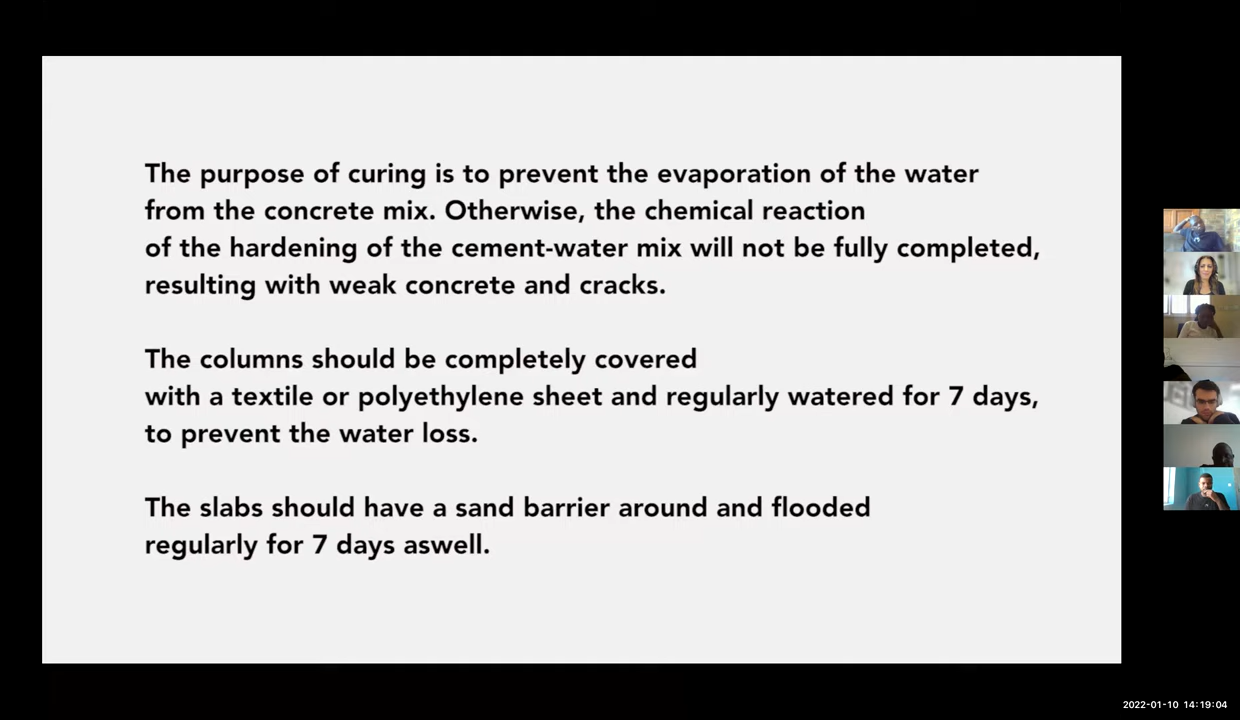 The purpose of curing is to prevent the evaporation of the water
from the concrete mix. Otherwise, the chemical reaction
of the hardening of the cement-water mix will not be fully completed,
resulting with weak concrete and cracks.
The columns should be completely covered
with a textile or polyethylene sheet and regularly watered for 7 days,
to prevent the water loss.
The slabs should have a sand barrier around and flooded
regularly for 7 days aswell.
2022-01-10 14:19:04